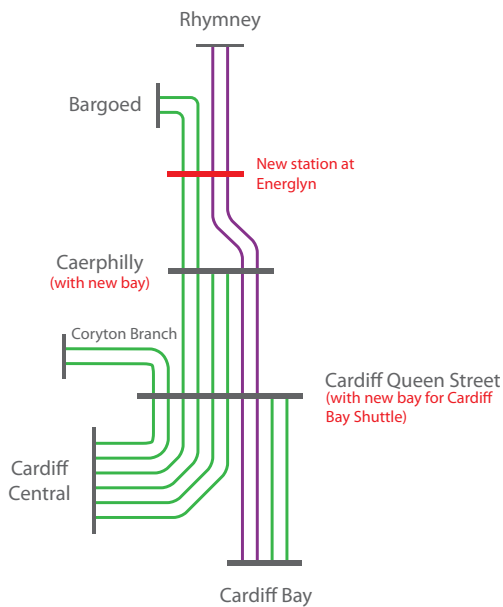 Rhymney
Bargoed
New station at
Energlyn
Caerphilly
(with new bay)
Coryton Branch
Cardiff Queen Street
(with new bay for Cardiff
Bay Shuttle)
Cardiff
Central
Cardiff Bay